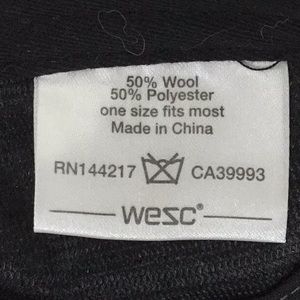 50% Wool
50% Polyester
one size fits most
Made in China
RN144217 CA39993
wesc®